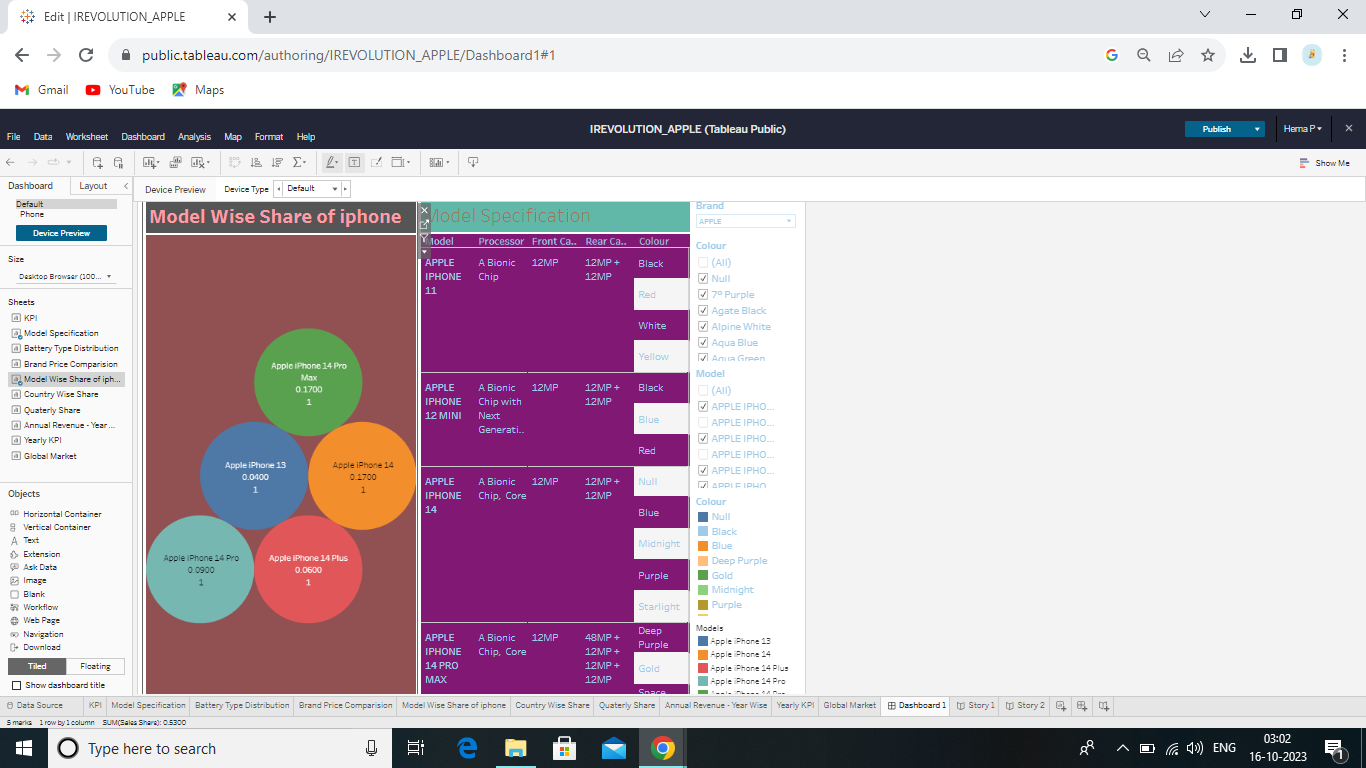 Edit | IREVOLUTION_APPLE
public.tableau.com/authoring/IREVOLUTION_APPLE/Dashboard1#1
Gmail YouTube Maps
IREVOLUTION_APPLE (Tableau Public)
Publish
Hema P
File Data Worksheet Dashboard Analysis Map Format Help
Show Me
Dashboard Layout
Device Preview Device Type Default
Default
Phone
Device Preview
Size
Desktop Browser (100...
Sheets
KPI
Model Specification
Battery Type Distribution
Brand Price Comparision
Model Wise Share of iph...
Country Wise Share
Quaterly Share
Annual Revenue - Year ...
Yearly KPI
Global Market
Objects
Horizontal Container
Vertical Container
Text
Extension
Ask Data
Image
Blank
Workflow
Web Page
Navigation
Download
Tiled Floating
Show dashboard title
Model Wise Share of iphone
Apple iPhone 14 Pro
Max
0.1700
1
Apple iPhone 13
0.0400
1
Apple iPhone 14
0.1700
1
Apple iPhone 14 Pro
0.0900
1
Apple iPhone 14 Plus
0.0600
1
Model Specification
Model Processor Front Ca.. Rear Ca.. Colour
APPLE
IPHONE
11
A Bionic
Chip
12MP
12MP +
12MP
Black
Red
White
Yellow
APPLE
IPHONE
12 MINI
A Bionic
Chip with
Next
Generati..
12MP
12MP +
12MP
Black
Blue
Red
APPLE
IPHONE
14
A Bionic
Chip, Core
12MP
12MP +
12MP
Null
Blue
Midnight
Purple
Starlight
APPLE
IPHONE
14 PRO
MAX
A Bionic
Chip, Core
12MP
48MP +
12MP +
12MP +
12MP
Deep
Purple
Gold
Space
Brand
APPLE
Colour
(All)
Null
7º Purple
Agate Black
Alpine White
Aqua Blue
Aqua Green
Model
(All)
APPLE IPHO...
APPLE IPHO...
APPLE IPHO...
APPLE IPHO...
APPLE IPHO...
APPLE IPHO
Colour
Null
Black
Blue
Deep Purple
Gold
Midnight
Purple
Models
Apple iPhone 13
Apple iPhone 14
Apple iPhone 14 Plus
Apple iPhone 14 Pro
Apple iPhone 14 Pro
Data Source KPI Model Specification Battery Type Distribution Brand Price Comparision Model Wise Share of iphone Country Wise Share Quaterly Share Annual Revenue - Year Wise Yearly KPI Global Market Dashboard 1 Story 1 Story 2
5 marks 1 row by 1 column SUM(Sales Share): 0.5300
Type here to search
ENG
03:02
16-10-2023
1